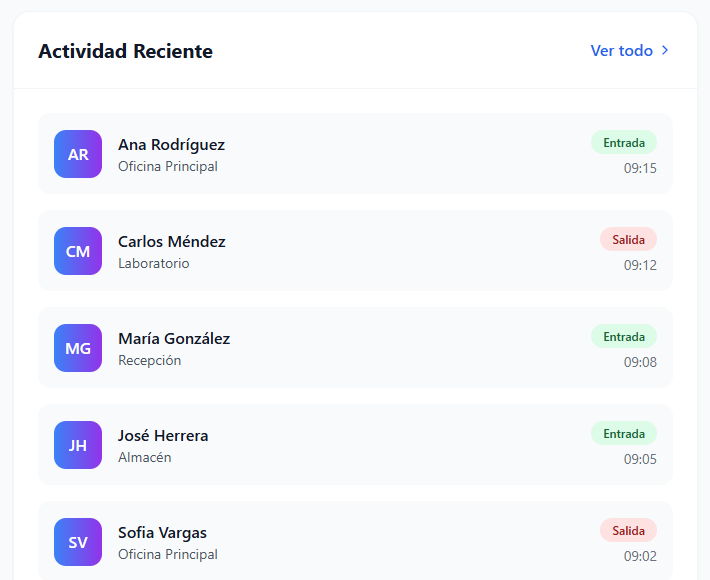 Actividad Reciente
Ver todo
AR
Ana Rodríguez
Oficina Principal
Entrada
09:15
CM
Carlos Méndez
Laboratorio
Salida
09:12
MG
María González
Recepción
Entrada
09:08
JH
José Herrera
Almacén
Entrada
09:05
SV
Sofia Vargas
Oficina Principal
Salida
09:02